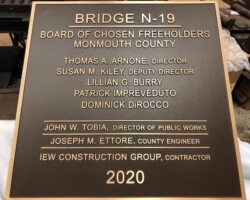 BRIDGE N-19
BOARD OF CHOSEN FREEHOLDERS
MONMOUTH COUNTY
THOMAS A. ARNONE, DIRECTOR
SUSAN M. KILEY, DEPUTY DIRECTOR
LILLIAN G. BURRY
PATRICK IMPREVEDUTO
DOMINICK DiROCCO
JOHN W. TOBIA, DIRECTOR OF PUBLIC WORKS
JOSEPH M. ETTORE, COUNTY ENGINEER
IEW CONSTRUCTION GROUP, CONTRACTOR
2020